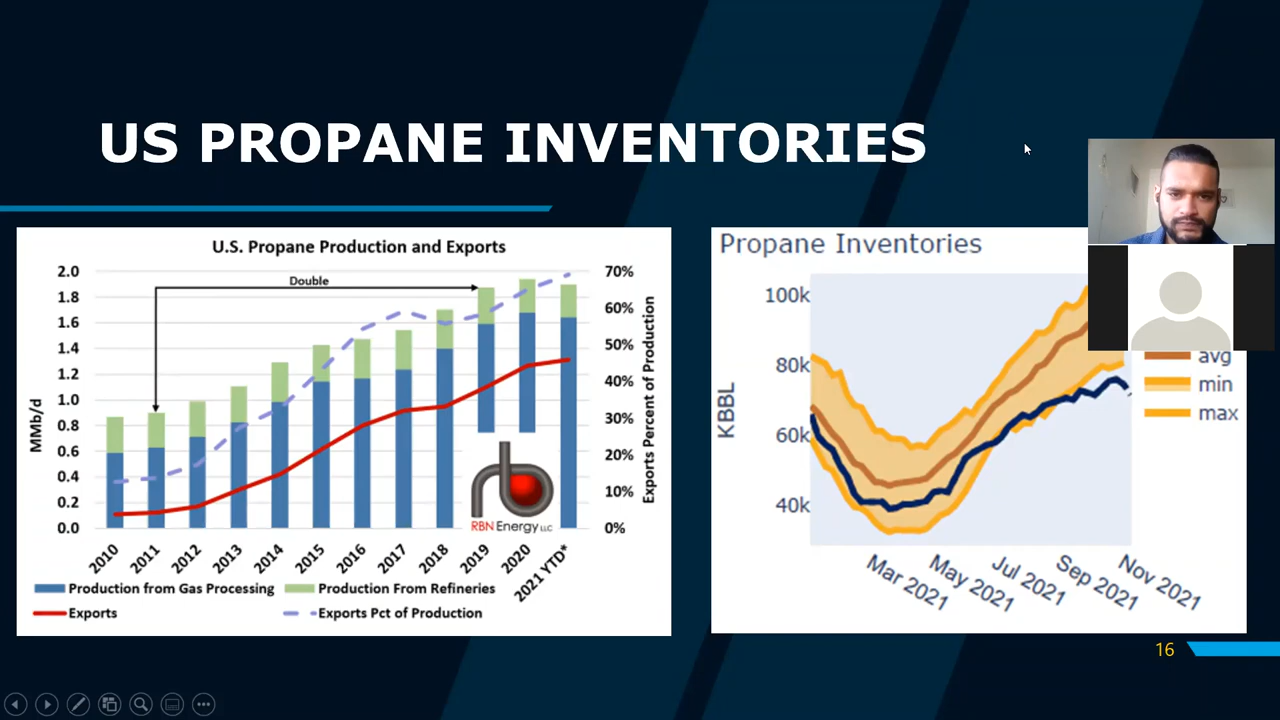 US PROPANE INVENTORIES
U.S. Propane Production and Exports
2.0
1.8
1.6
1.4
1.2
1.0
0.8
0.6
0.4
0.2
0.0
MMb/d
Double
70%
60%
50%
40%
30%
20%
10%
0%
Exports Percent of Production
RBN Energy LLC
2010
2011
2012
2013
2014
2015
2016
2017
2018
2019
2020
2021 YTD*
Production from Gas Processing
Production From Refineries
Exports
Exports Pct of Production
Propane Inventories
100k
80k
60k
40k
KBBL
Mar 2021
May 2021
Jul 2021
Sep 2021
Nov 2021
avg
min
max
16